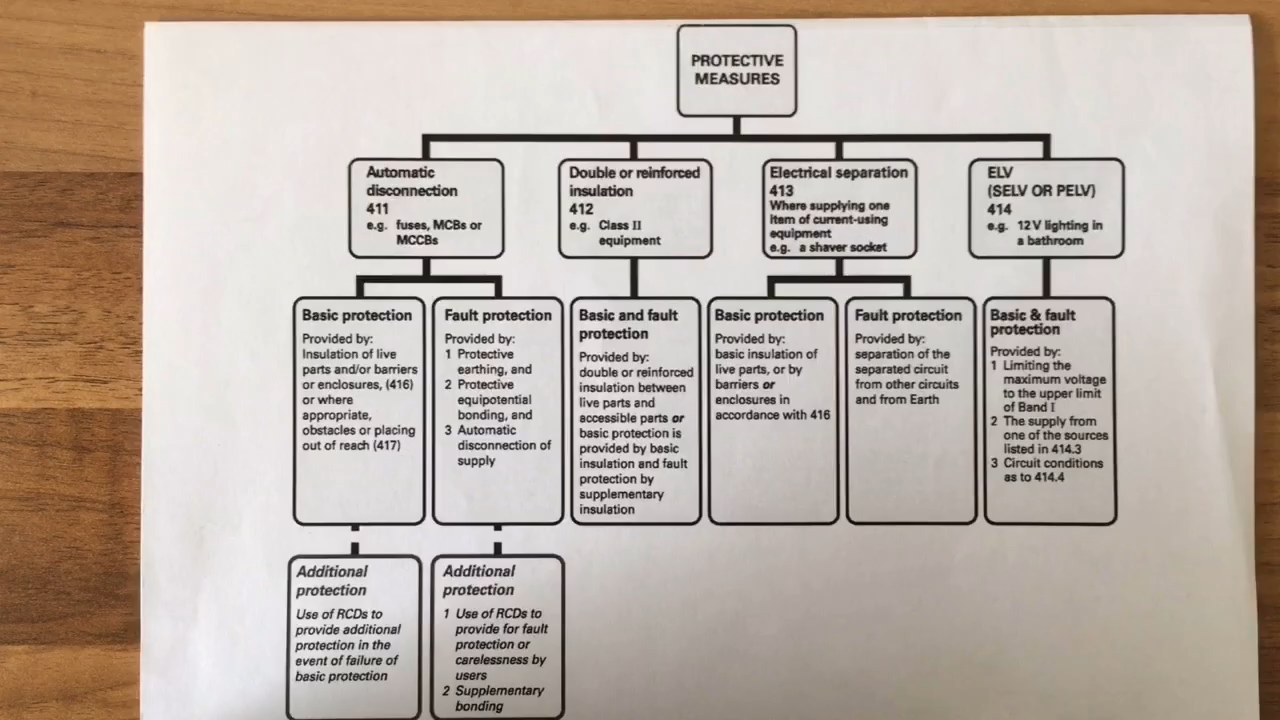 PROTECTIVE
MEASURES
Automatic
disconnection
411
e.g. fuses, MCBs or
MCCBs
Double or reinforced
insulation
412
e.g. Class II
equipment
Electrical separation
413
Where supplying one
item of current-using
equipment
e.g. a shaver socket
ELV
(SELV OR PELV)
414
e.g. 12 V lighting in
a bathroom
Basic protection
Provided by:
Insulation of live
parts and/or barriers
or enclosures, (416)
or where
appropriate,
obstacles or placing
out of reach (417)
Fault protection
Provided by:
1 Protective
earthing, and
2 Protective
equipotential
bonding, and
3 Automatic
disconnection of
supply
Basic and fault
protection
Provided by:
double or reinforced
insulation between
live parts and
accessible parts or
basic protection is
provided by basic
insulation and fault
protection by
supplementary
insulation
Basic protection
Provided by:
basic insulation of
live parts, or by
barriers or
enclosures in
accordance with 416
Fault protection
Provided by:
separation of the
separated circuit
from other circuits
and from Earth
Basic & fault
protection
Provided by:
1 Limiting the
maximum voltage
to the upper limit
of Band I
2 The supply from
one of the sources
listed in 414.3
3 Circuit conditions
as to 414.4
Additional
protection
Use of RCDs to
provide additional
protection in the
event of failure of
basic protection
Additional
protection
1 Use of RCDs to
provide for fault
protection or
carelessness by
users
2 Supplementary
bonding